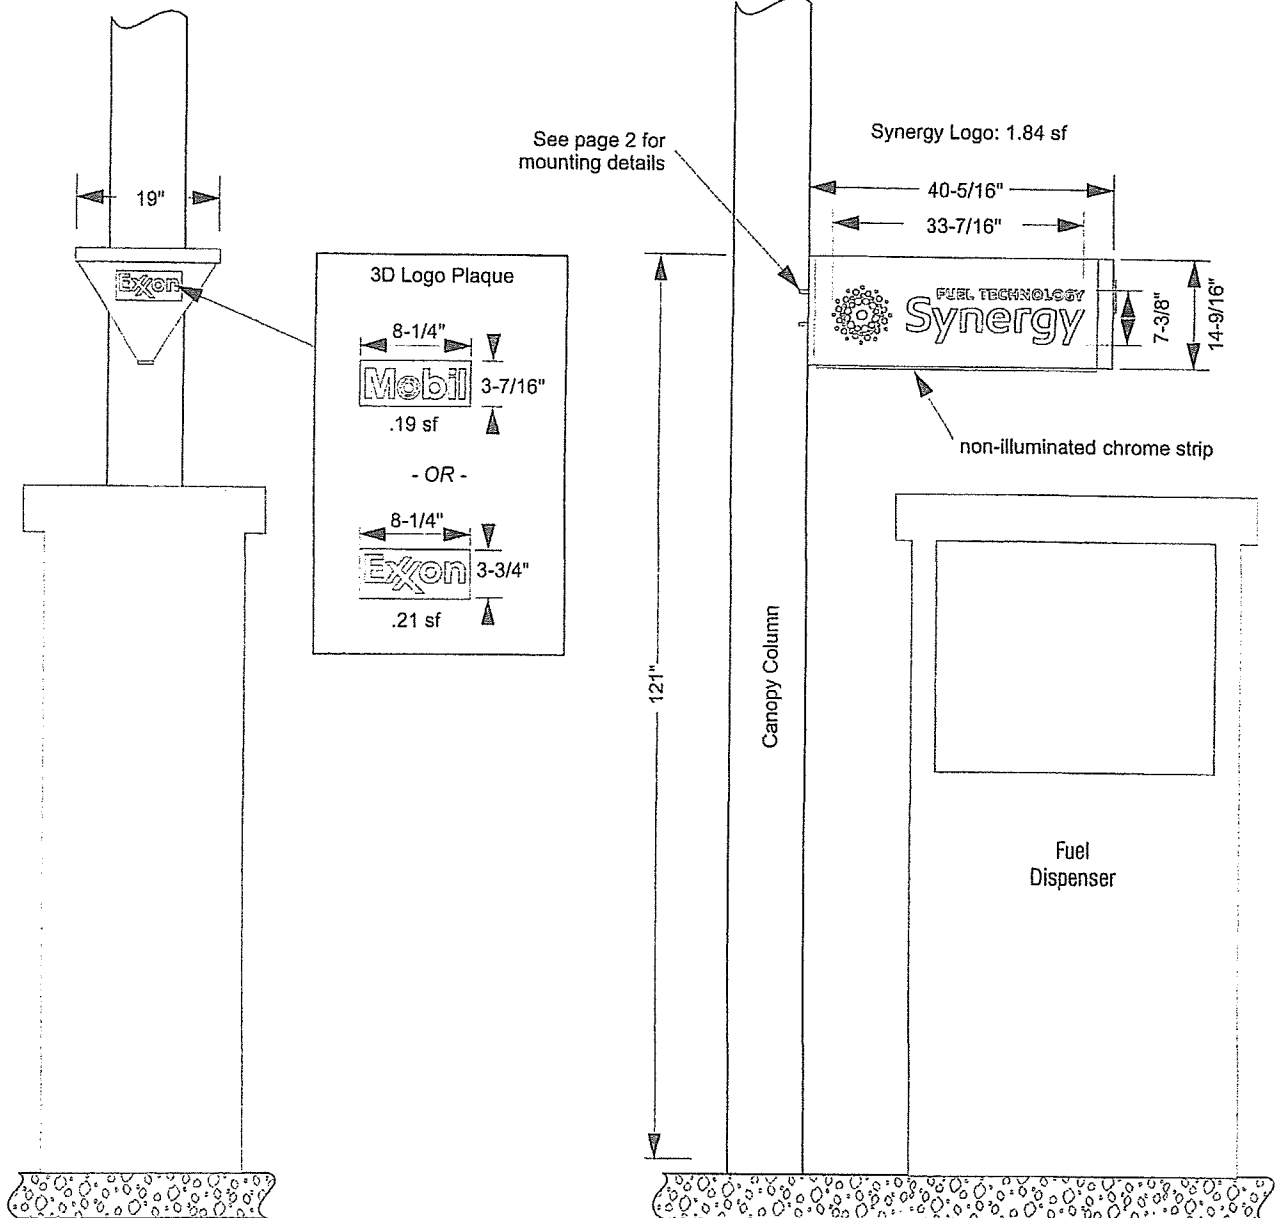 19"
Exxon
3D Logo Plaque
8-1/4"
Mobil
3-7/16"
.19 sf
- OR -
8-1/4"
Exxon
3-3/4"
.21 sf
See page 2 for
mounting details
Synergy Logo: 1.84 sf
40-5/16"
33-7/16"
FUEL TECHNOLOGY
Synergy
7-3/8"
14-9/16"
non-illuminated chrome strip
121"
Canopy Column
Fuel
Dispenser